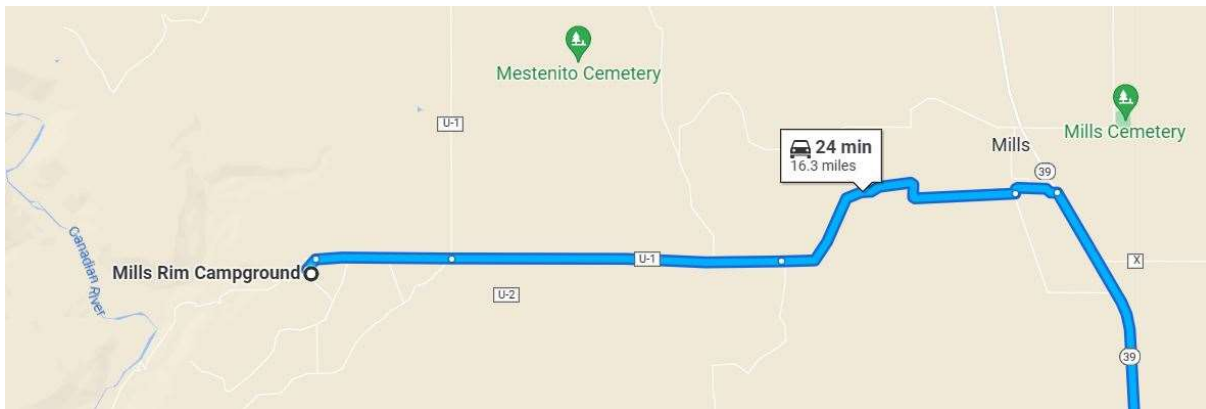 Mestenito Cemetery
U-1
24 min
16.3 miles
Mills
Mills Cemetery
39
Canadian River
Mills Rim Campground
U-1
X
U-2
39